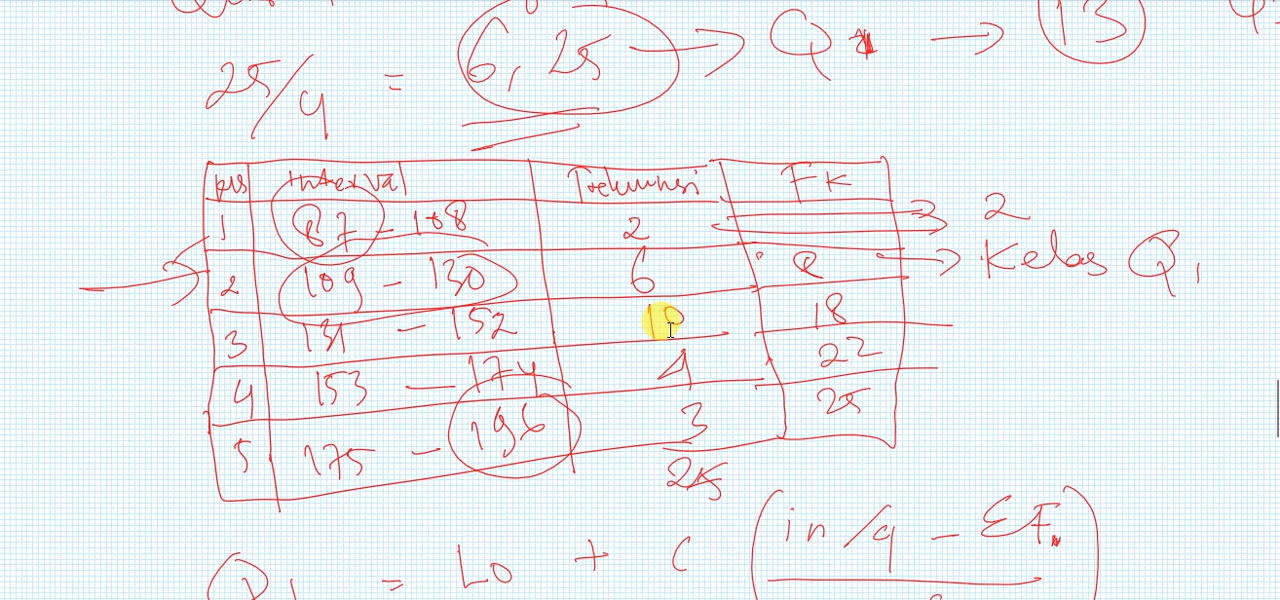 25/4 = 6,25 → Q1 → 13
kls Interval Frekuensi Fk
1 87 - 108 2 2
2 109 - 130 6 8 → Kelas Q1
3 131 - 152 10 18
4 153 - 174 4 22
5 175 - 196 3 25
25
= Lo + C ( in/4 - ΣF